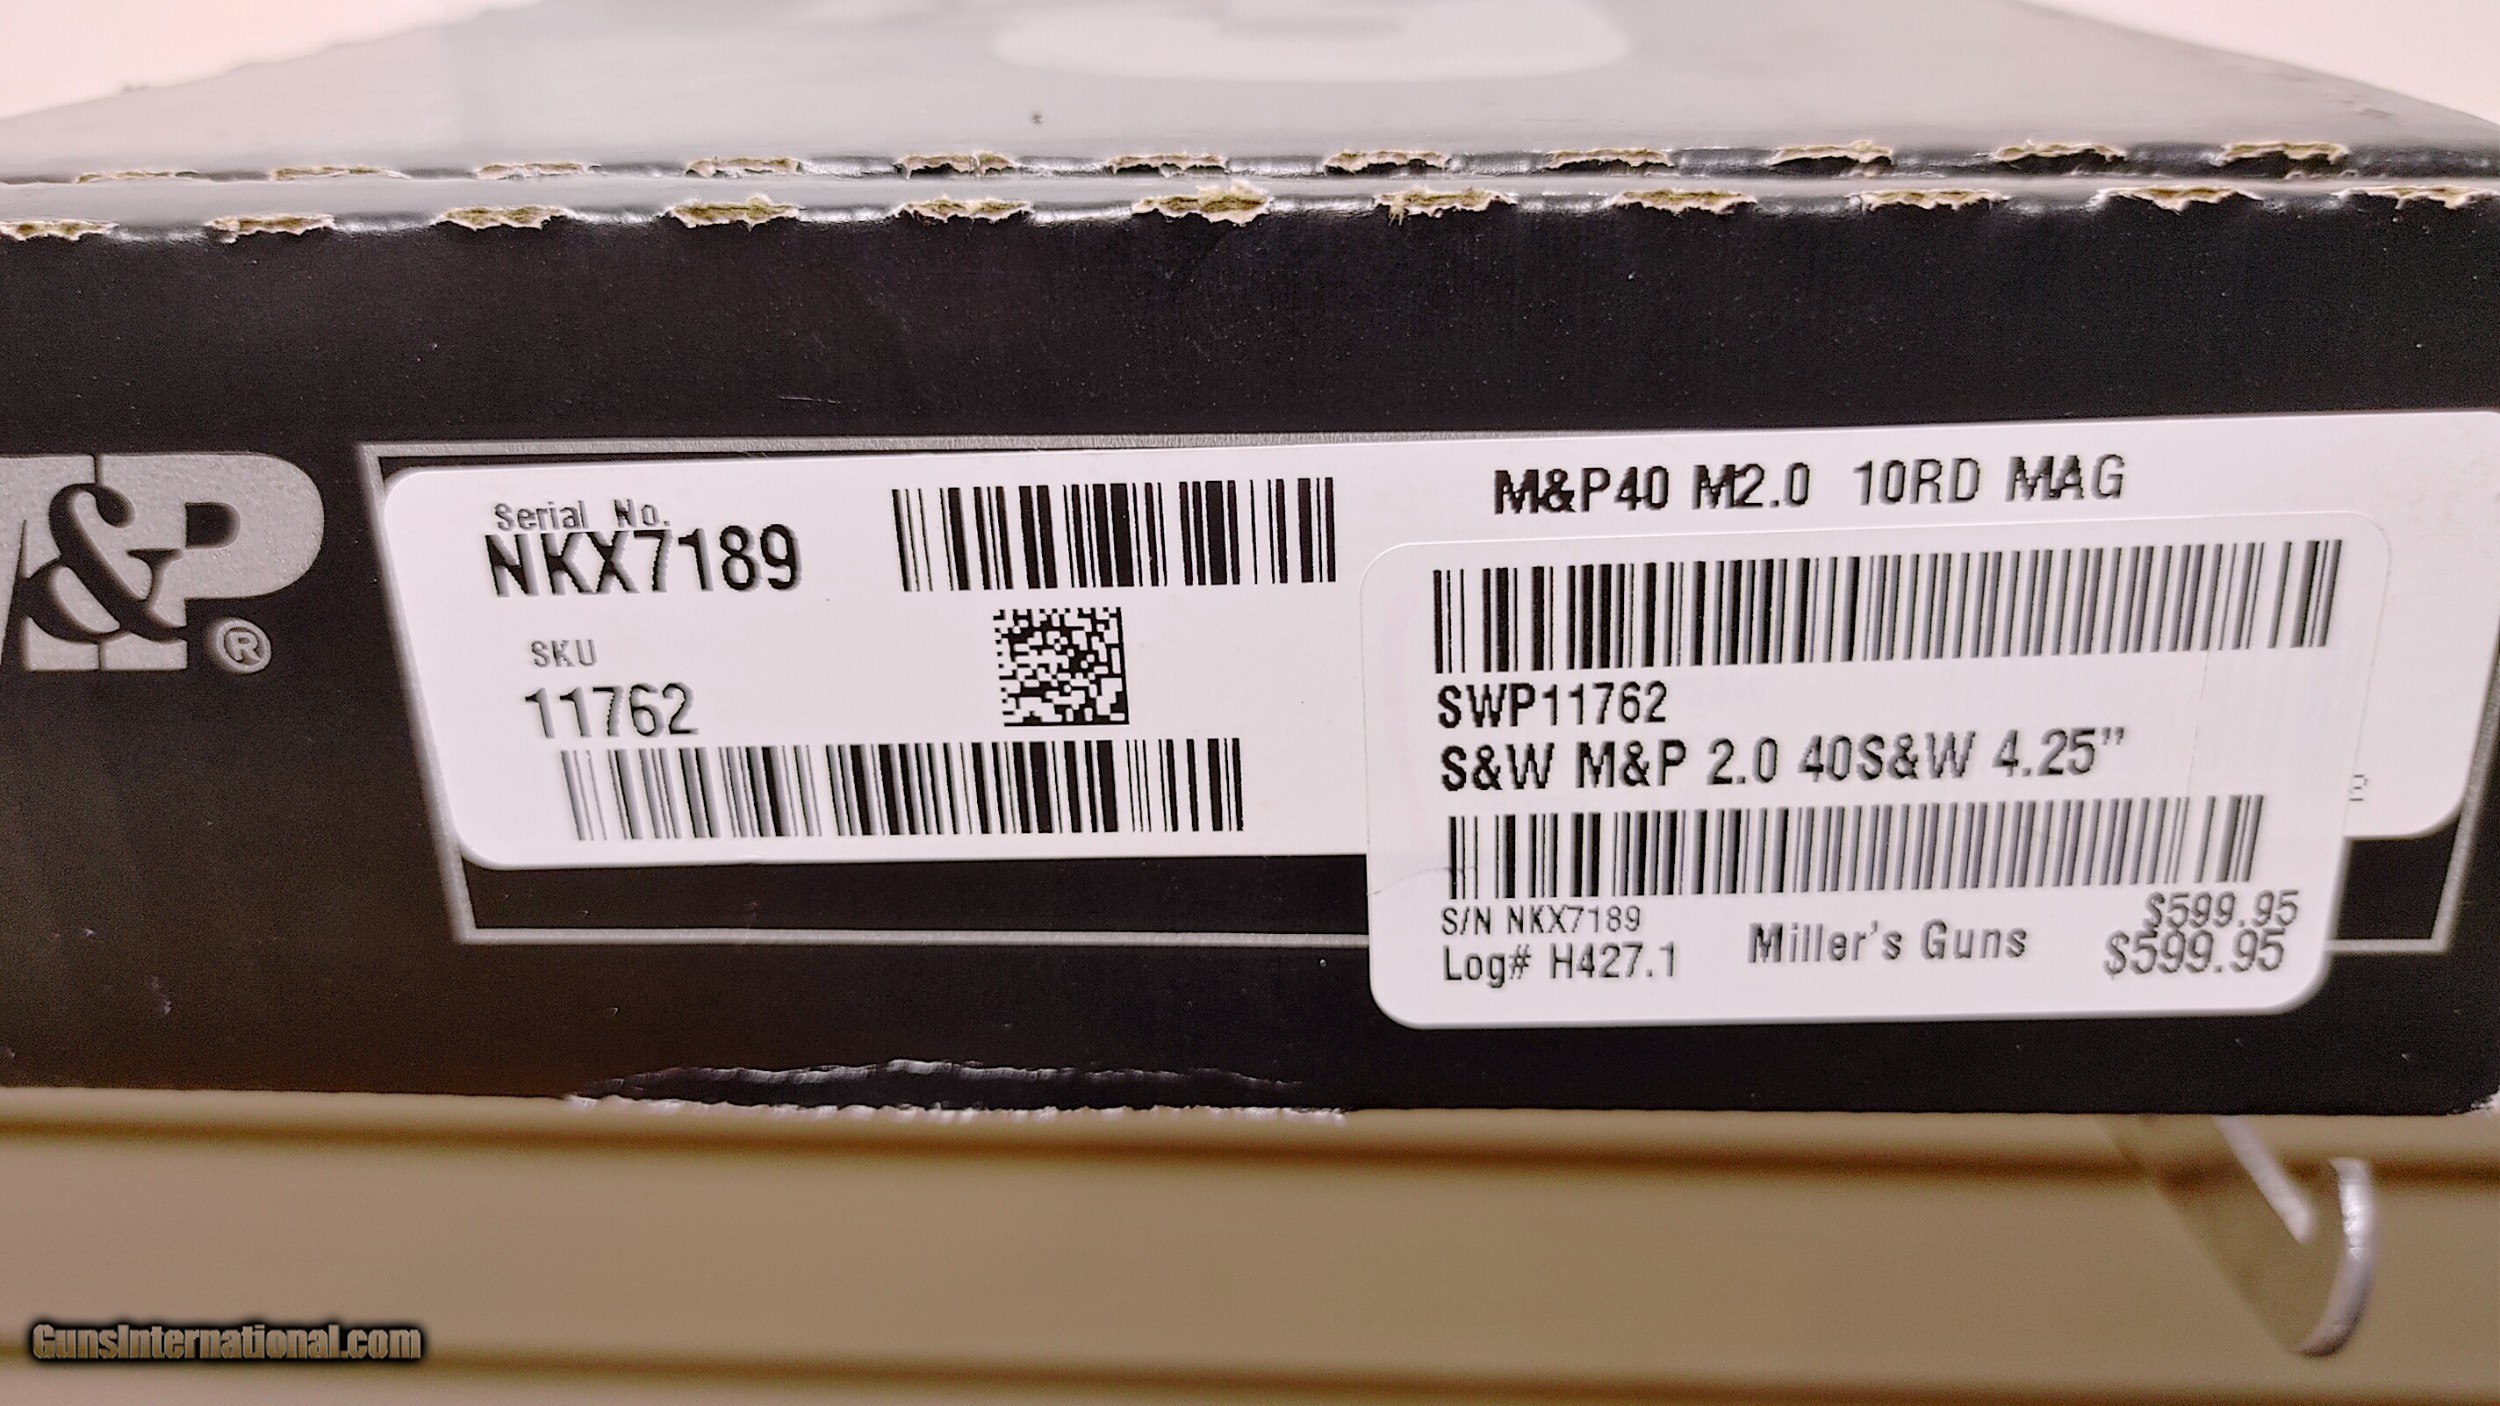 &P®
Serial No.
NKX7189
SKU
11762
M&P40 M2.0 10RD MAG
SWP11762
S&W M&P 2.0 40S&W 4.25”
S/N NKX7189
Log# H427.1
Miller's Guns
$599.95
$599.95
GunsInternational.com